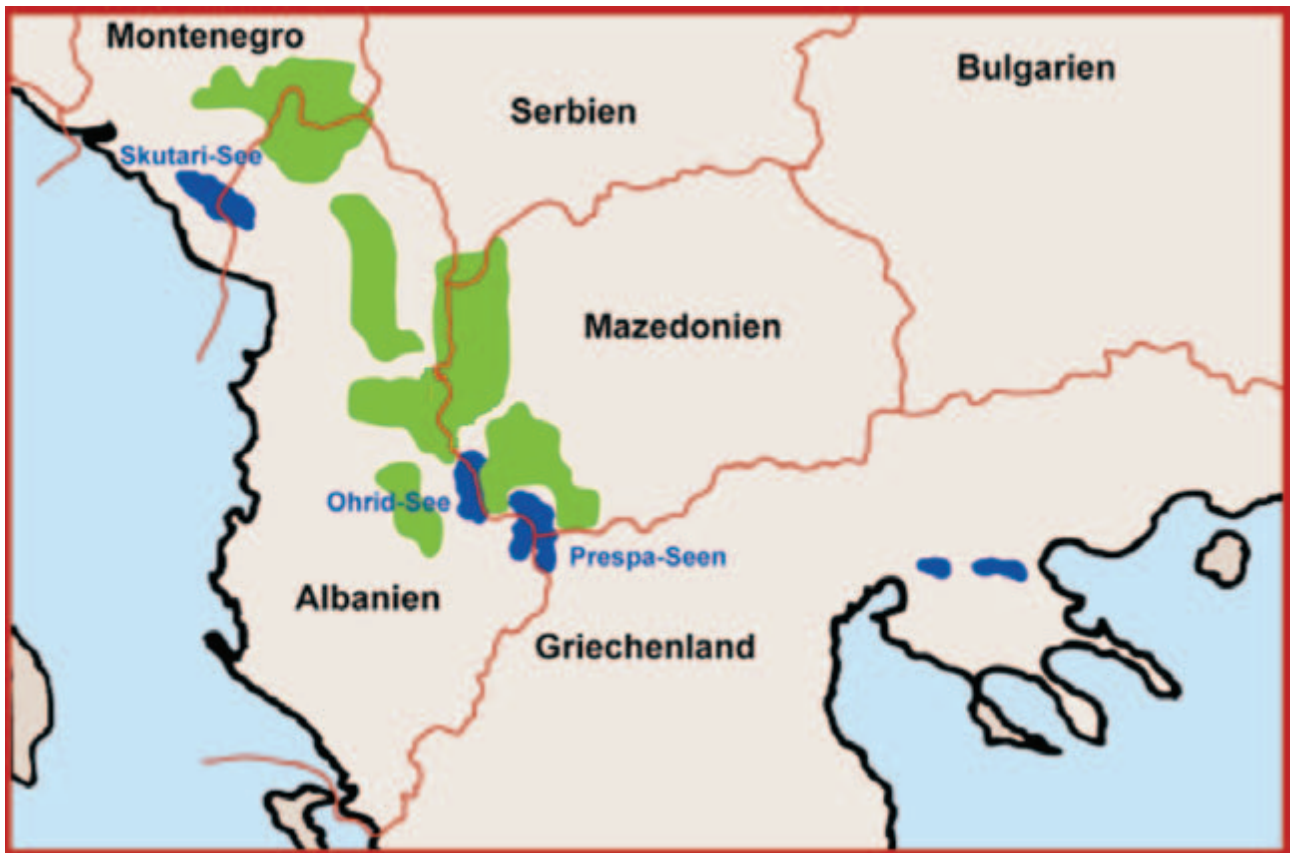 Montenegro
Bulgarien
Serbien
Skutari-See
Mazedonien
Ohrid-See
Prespa-Seen
Albanien
Griechenland